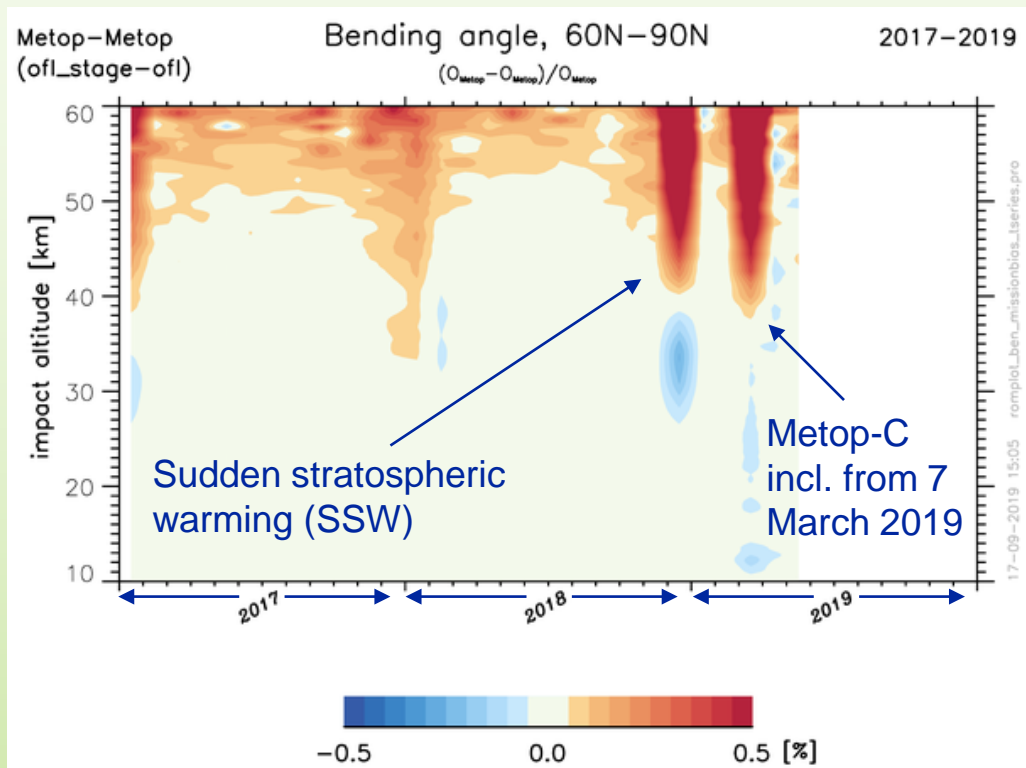 Metop-Metop
(ofl_stage-ofl)
Bending angle, 60N-90N
(O_Metop-O_Metop)/O_Metop
2017-2019
60
50
40
30
20
10
impact altitude [km]
Sudden stratospheric
warming (SSW)
Metop-C
incl. from 7
March 2019
2017
2018
2019
17-09-2019 15:05 romplot_ben_missionbias_tseries.pro
-0.5
0.0
0.5 [%]